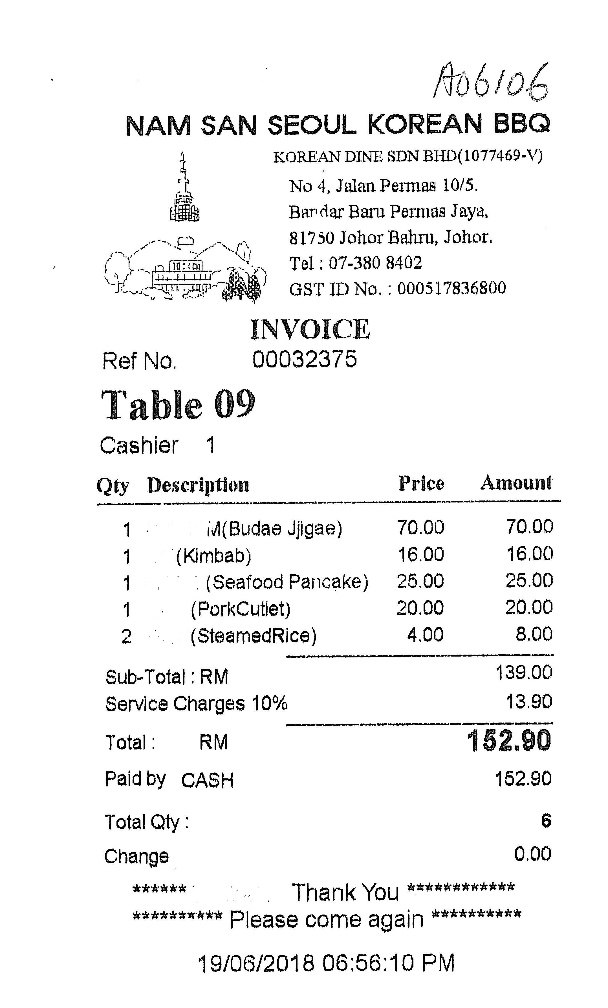 A06106
NAM SAN SEOUL KOREAN BBQ
KOREAN DINE SDN BHD(1077469-V)
No 4, Jalan Permas 10/5.
Bandar Baru Permas Jaya,
81750 Johor Bahru, Johor.
Tel : 07-380 8402
GST ID No. : 000517836800
INVOICE
Ref No. 00032375
Table 09
Cashier 1
Qty Description Price Amount
1 M(Budae Jjigae) 70.00 70.00
1 (Kimbab) 16.00 16.00
1 (Seafood Pancake) 25.00 25.00
1 (PorkCutlet) 20.00 20.00
2 (SteamedRice) 4.00 8.00
Sub-Total : RM 139.00
Service Charges 10% 13.90
Total : RM 152.90
Paid by CASH 152.90
Total Qty : 6
Change 0.00
****** Thank You ************
********** Please come again **********
19/06/2018 06:56:10 PM